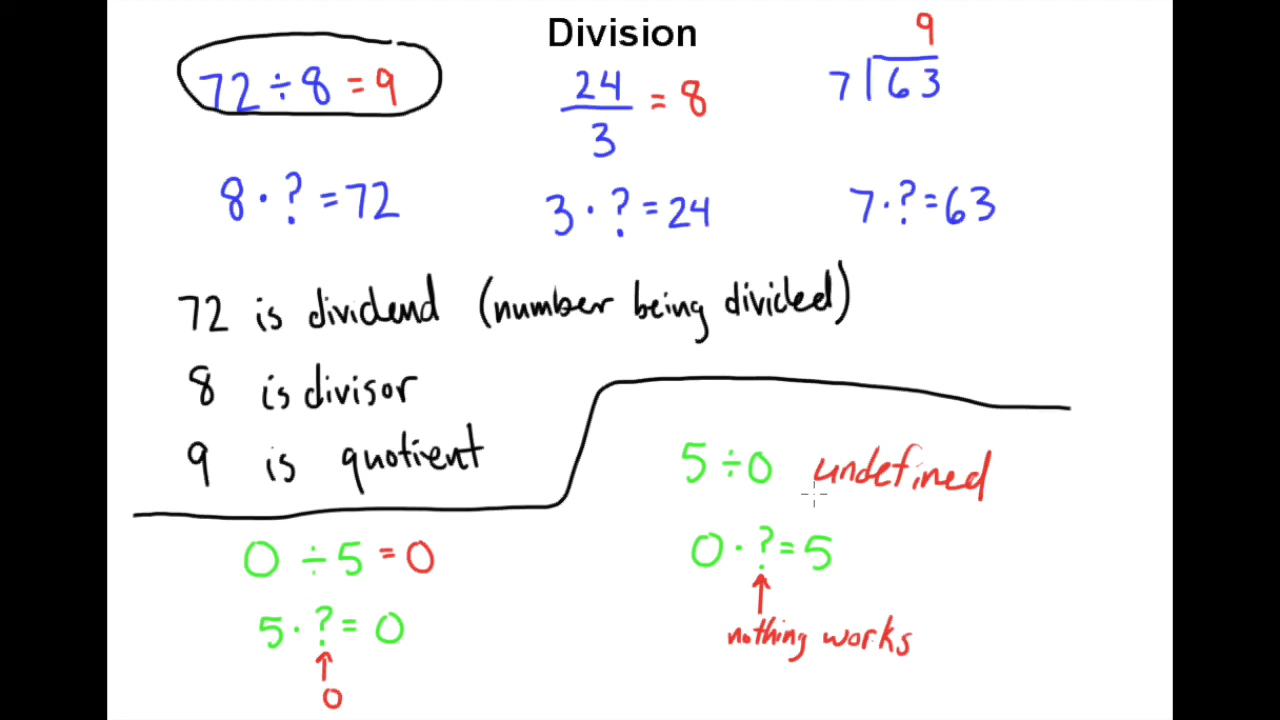 Division
72 ÷ 8 = 9
24/3 = 8
9
7 63
8 · ? = 72
3 · ? = 24
7 · ? = 63
72 is dividend (number being divided)
8 is divisor
9 is quotient
5 ÷ 0 undefined
0 · ? = 5
nothing works
0 ÷ 5 = 0
5 · ? = 0
0